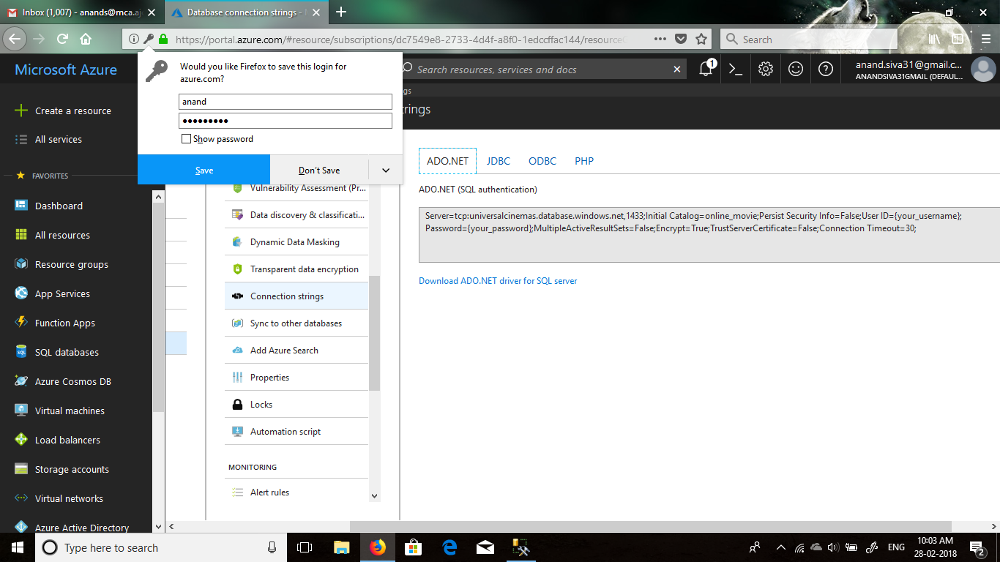 Inbox (1,007) - anands@mca.aj
Database connection strings -
https://portal.azure.com/#resource/subscriptions/dc7549e8-2733-4d4f-a8f0-1edccffac144/resource
Search
Microsoft Azure
Search resources, services and docs
1
anand.siva31@gmail.c...
ANANDSIVA31GMAIL (DEFAUL...
Would you like Firefox to save this login for
azure.com?
anand
●●●●●●●●●
Show password
Save
Don't Save
gs
rings
Create a resource
All services
FAVORITES
Dashboard
All resources
Resource groups
App Services
Function Apps
SQL databases
Azure Cosmos DB
Virtual machines
Load balancers
Storage accounts
Virtual networks
Azure Active Directory
Vulnerability Assessment (Pr...
Data discovery & classificati...
Dynamic Data Masking
Transparent data encryption
Connection strings
Sync to other databases
Add Azure Search
Properties
Locks
Automation script
MONITORING
Alert rules
ADO.NET JDBC ODBC PHP
ADO.NET (SQL authentication)
Server=tcp:universalcinemas.database.windows.net,1433;Initial Catalog=online_movie;Persist Security Info=False;User ID={your_username};
Password={your_password};MultipleActiveResultSets=False;Encrypt=True;TrustServerCertificate=False;Connection Timeout=30;
Download ADO.NET driver for SQL server
Type here to search
ENG
10:03 AM
28-02-2018
2